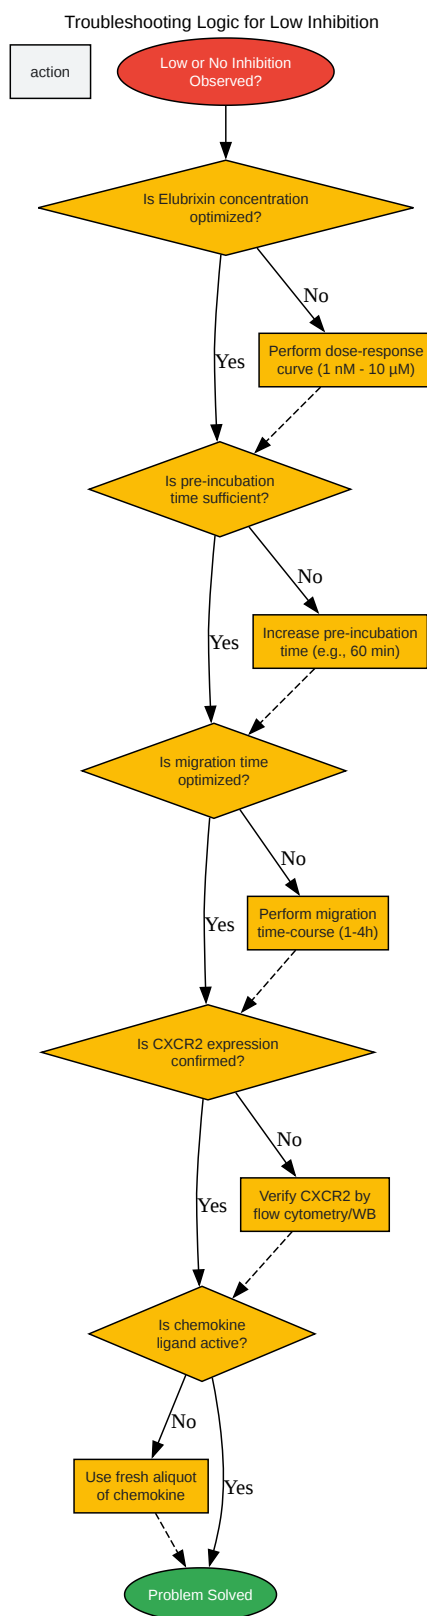 Troubleshooting Logic for Low Inhibition
action
Low or No Inhibition
Observed?
Is Elubrixin concentration
optimized?
No
Yes
Perform dose-response
curve (1 nM - 10 µM)
Is pre-incubation
time sufficient?
No
Yes
Increase pre-incubation
time (e.g., 60 min)
Is migration time
optimized?
No
Yes
Perform migration
time-course (1-4h)
Is CXCR2 expression
confirmed?
No
Yes
Verify CXCR2 by
flow cytometry/WB
Is chemokine
ligand active?
No
Yes
Use fresh aliquot
of chemokine
Problem Solved